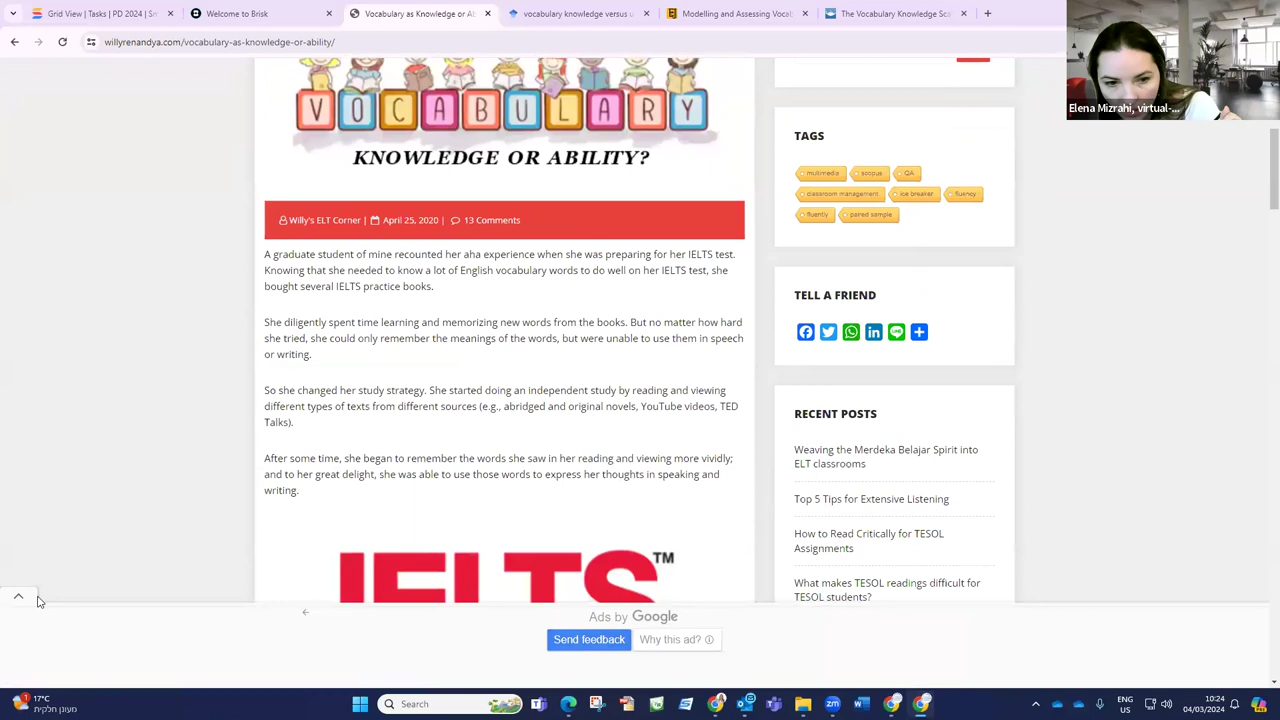 Grid View | Tasks | PD 2024 | Sm
Welcome to Brisk
Vocabulary as Knowledge or Ab
vocabulary knowledge versus u
Modelling and Assessing Vocab
The Vocabulary Knowledge Sca
willyrenandya.com/vocabulary-as-knowledge-or-ability/
Elena Mizrahi, virtual-...
VOCABULARY
KNOWLEDGE OR ABILITY?
Willy's ELT Corner | April 25, 2020 | 13 Comments
A graduate student of mine recounted her aha experience when she was preparing for her IELTS test.
Knowing that she needed to know a lot of English vocabulary words to do well on her IELTS test, she
bought several IELTS practice books.
She diligently spent time learning and memorizing new words from the books. But no matter how hard
she tried, she could only remember the meanings of the words, but were unable to use them in speech
or writing.
So she changed her study strategy. She started doing an independent study by reading and viewing
different types of texts from different sources (e.g., abridged and original novels, YouTube videos, TED
Talks).
After some time, she began to remember the words she saw in her reading and viewing more vividly;
and to her great delight, she was able to use those words to express her thoughts in speaking and
writing.
IELTS™
TAGS
multimedia
scopus
QA
classroom management
ice breaker
fluency
fluently
paired sample
TELL A FRIEND
RECENT POSTS
Weaving the Merdeka Belajar Spirit into
ELT classrooms
Top 5 Tips for Extensive Listening
How to Read Critically for TESOL
Assignments
What makes TESOL readings difficult for
TESOL students?
Ads by Google
Send feedback
Why this ad?
1
17°C
מעונן חלקית
Search
ENG
US
10:24
04/03/2024